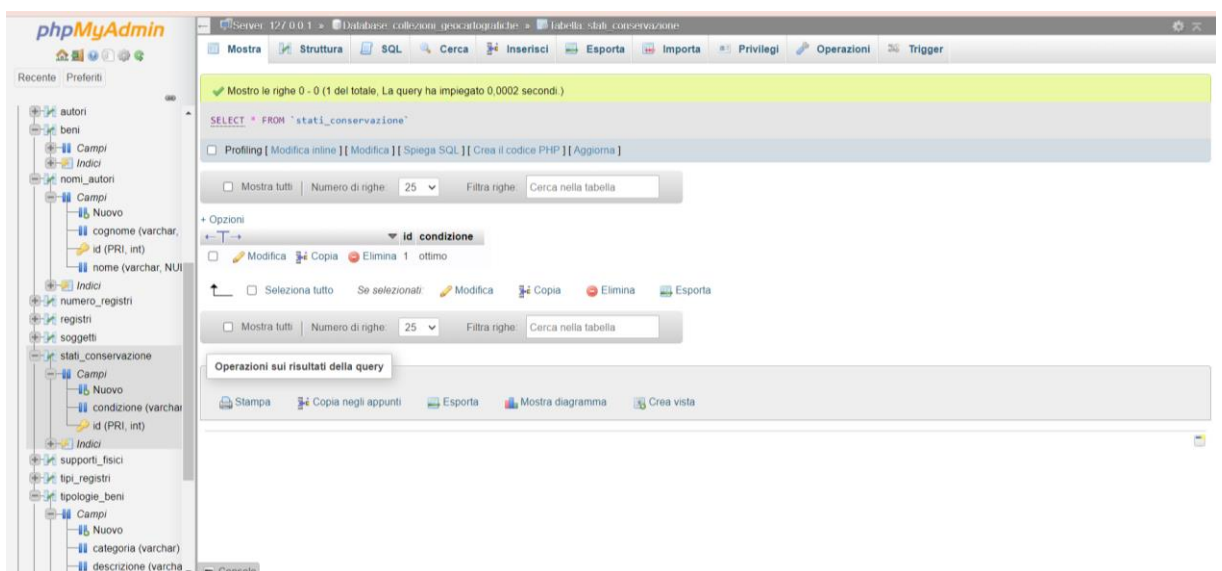 phpMyAdmin
Recente Preferiti
autori
beni
Campi
Indici
nomi_autori
Campi
Nuovo
cognome (varchar,
id (PRI, int)
nome (varchar, NUL
Indici
numero_registri
registri
soggetti
stati_conservazione
Campi
Nuovo
condizione (varchar
id (PRI, int)
Indici
supporti_fisici
tipi_registri
tipologie_beni
Campi
Nuovo
categoria (varchar)
descrizione (varcha
Server: 127.0.0.1 » Database: collezioni_geocartografiche » Tabella: stati_conservazione
Mostra Struttura SQL Cerca Inserisci Esporta Importa Privilegi Operazioni Trigger
Mostro le righe 0 - 0 (1 del totale, La query ha impiegato 0,0002 secondi.)
SELECT * FROM `stati_conservazione`
Profiling [ Modifica inline ] [ Modifica ] [ Spiega SQL ] [ Crea il codice PHP ] [ Aggiorna ]
Mostra tutti | Numero di righe: 25 Filtra righe: Cerca nella tabella
+ Opzioni
←T→ ▼ id condizione
Modifica Copia Elimina 1 ottimo
Seleziona tutto Se selezionati: Modifica Copia Elimina Esporta
Mostra tutti | Numero di righe: 25 Filtra righe: Cerca nella tabella
Operazioni sui risultati della query
Stampa Copia negli appunti Esporta Mostra diagramma Crea vista
Console